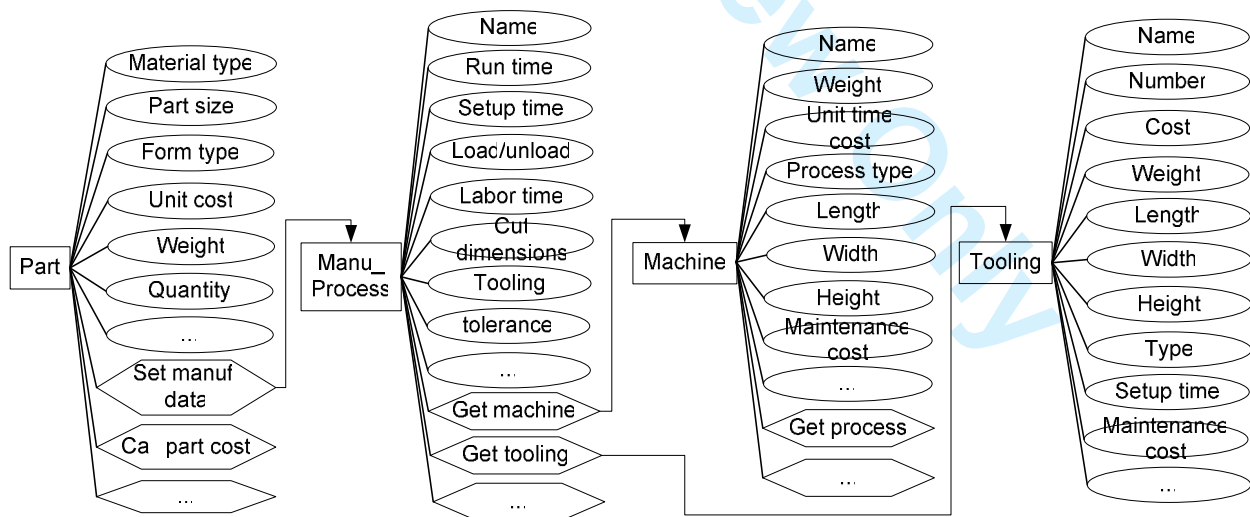 Part
Material type
Part size
Form type
Unit cost
Weight
Quantity
...
Set manuf
data
Ca part cost
...
Manu_
Process
Name
Run time
Setup time
Load/unload
Labor time
Cut
dimensions
Tooling
tolerance
...
Get machine
Get tooling
...
Machine
Name
Weight
Unit time
cost
Process type
Length
Width
Height
Maintenance
cost
...
Get process
...
Tooling
Name
Number
Cost
Weight
Length
Width
Height
Type
Setup time
Maintenance
cost
...
ew Only